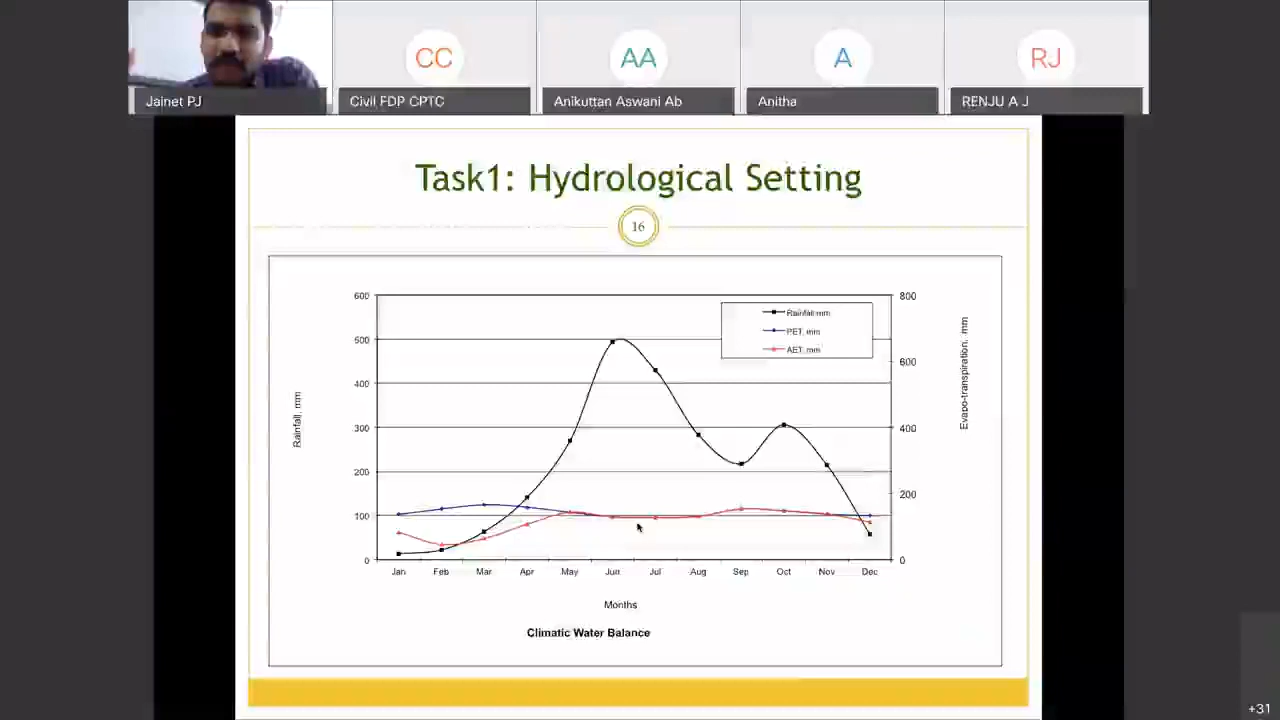 CC
AA
A
RJ
Jainet PJ
Civil FDP CPTC
Anikuttan Aswani Ab
Anitha
RENJU A J
Task1: Hydrological Setting
16
600
500
400
300
200
100
0
Rainfall, mm
Rainfall mm
PET, mm
AET, mm
800
600
400
200
0
Evapo-transpiration, mm
Jan Feb Mar Apr May Jun Jul Aug Sep Oct Nov Dec
Months
Climatic Water Balance
+31